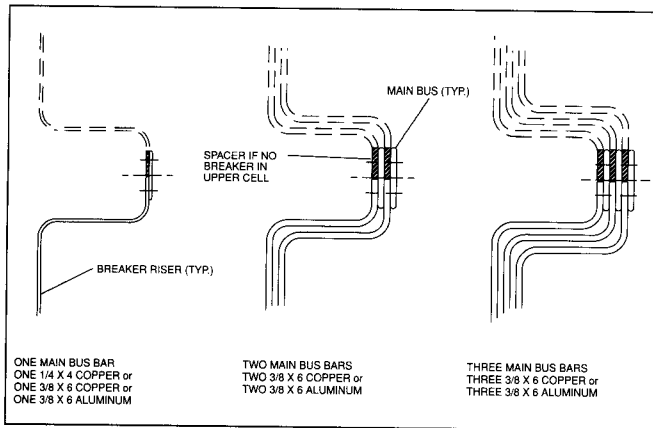 MAIN BUS (TYP.)
SPACER IF NO
BREAKER IN
UPPER CELL
BREAKER RISER (TYP.)
ONE MAIN BUS BAR
ONE 1/4 X 4 COPPER or
ONE 3/8 X 6 COPPER or
ONE 3/8 X 6 ALUMINUM
TWO MAIN BUS BARS
TWO 3/8 X 6 COPPER or
TWO 3/8 X 6 ALUMINUM
THREE MAIN BUS BARS
THREE 3/8 X 6 COPPER or
THREE 3/8 X 6 ALUMINUM